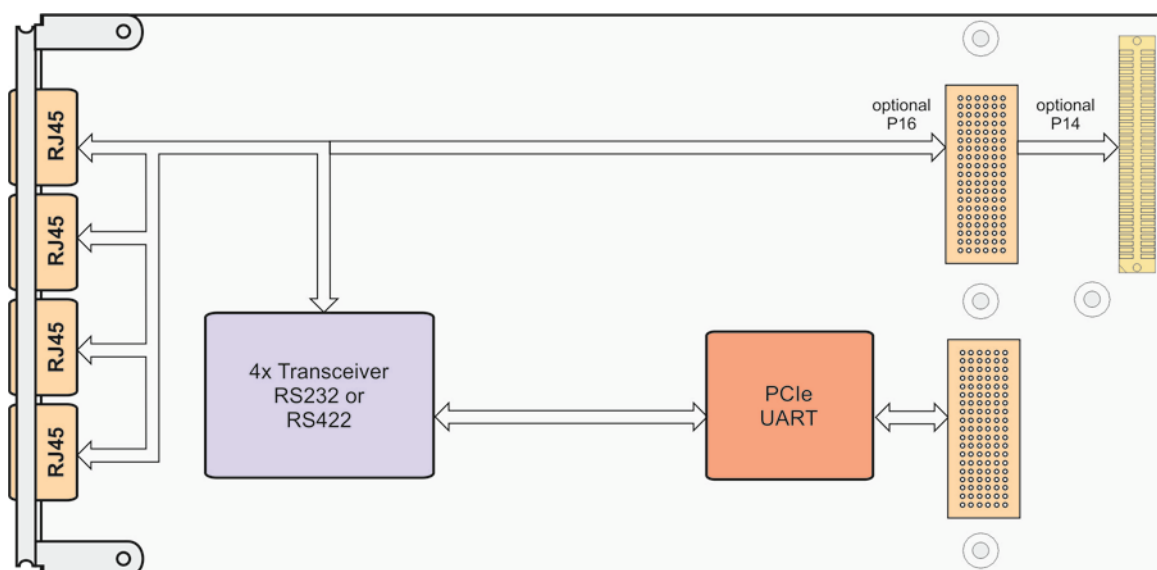 optional
P16
optional
P14
RJ45
RJ45
RJ45
RJ45
4x Transceiver
RS232 or
RS422
PCIe
UART